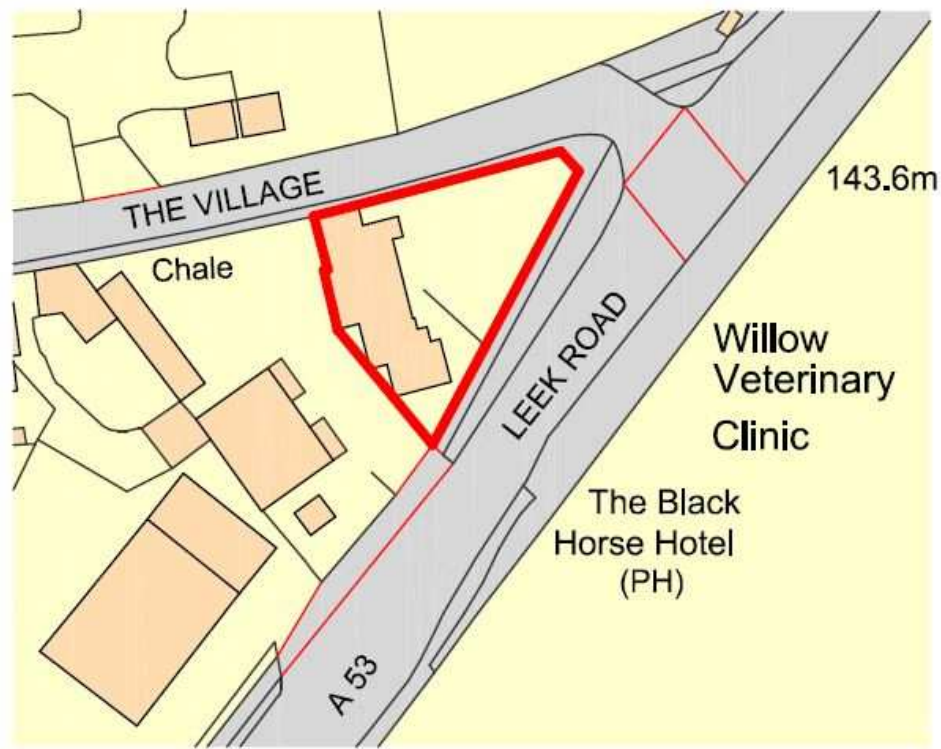 143.6m
THE VILLAGE
Chale
LEEK ROAD
Willow
Veterinary
Clinic
The Black
Horse Hotel
(PH)
A 53